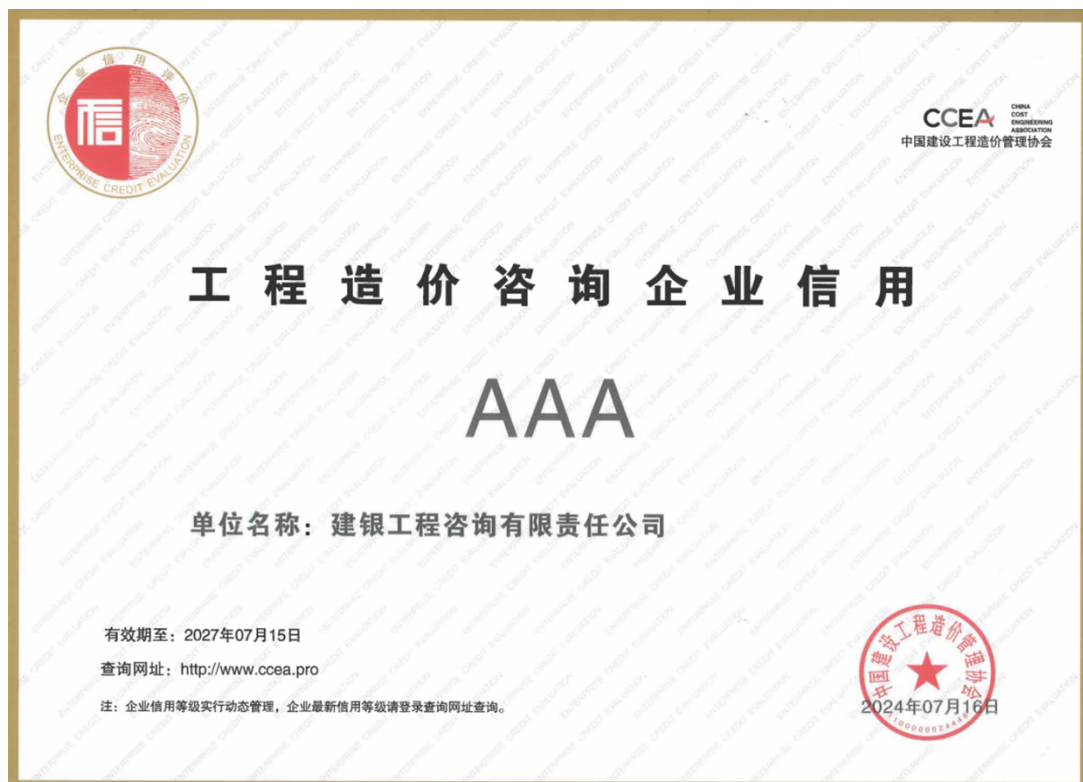 企业信用评价
信
ENTERPRISE CREDIT EVALUATION
CCEA
CHINA
COST
ENGINEERING
ASSOCIATION
中国建设工程造价管理协会
工程造价咨询企业信用
AAA
单位名称：建银工程咨询有限责任公司
有效期至：2027年07月15日
查询网址：http://www.ccea.pro
注：企业信用等级实行动态管理，企业最新信用等级请登录查询网址查询。
中国建设工程造价管理协会
2024年07月16日